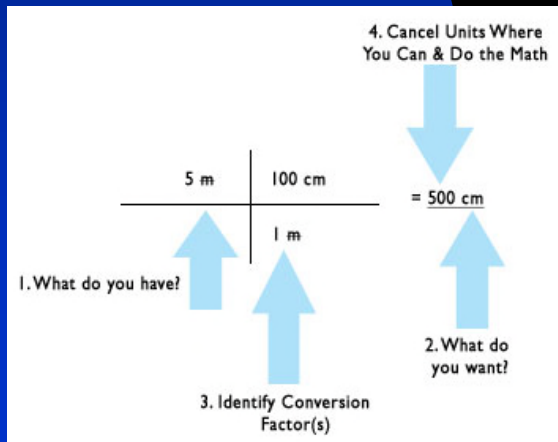 4. Cancel Units Where
You Can & Do the Math
5 m
100 cm
= 500 cm
1 m
1. What do you have?
2. What do
you want?
3. Identify Conversion
Factor(s)